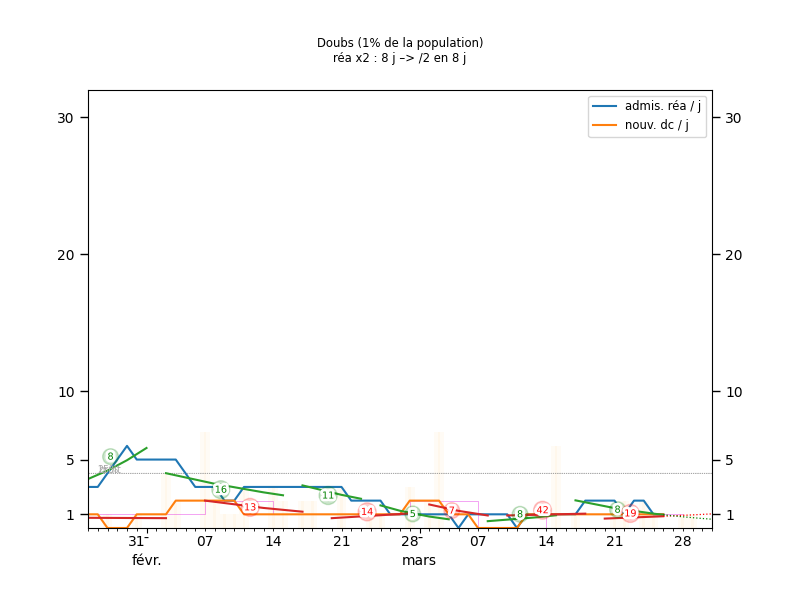 Doubs (1% de la population)
réa x2 : 8 j –> /2 en 8 j
admis. réa / j
nouv. dc / j
30 30
20 20
10 10
5 5
1 1
8
16
13
11
14
5
7
8
42
8
19
31 07 14 21 28 07 14 21 28
févr. mars